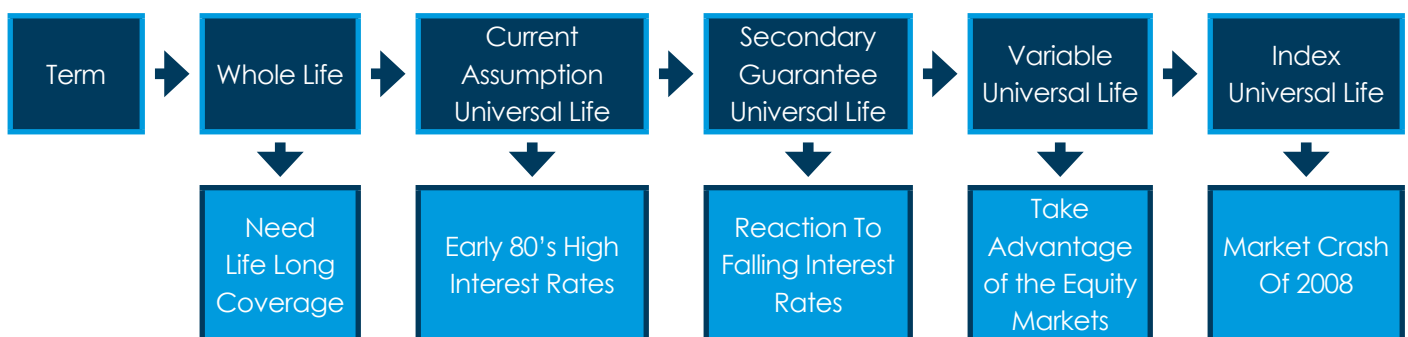 Term
Whole Life
Current
Assumption
Universal Life
Secondary
Guarantee
Universal Life
Variable
Universal Life
Index
Universal Life
Need
Life Long
Coverage
Early 80’s High
Interest Rates
Reaction To
Falling Interest
Rates
Take
Advantage
of the Equity
Markets
Market Crash
Of 2008